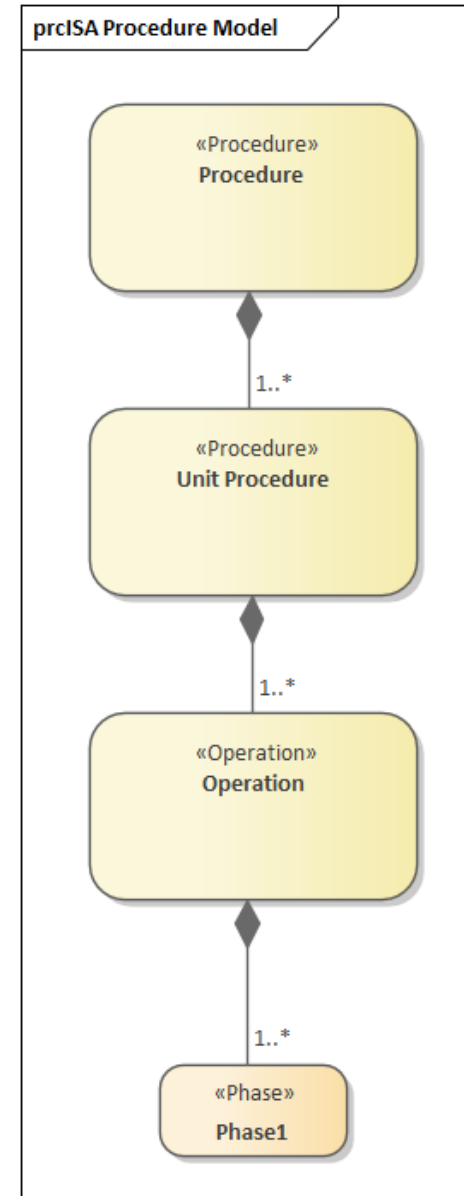 prcISA Procedure Model
«Procedure»
Procedure
1..*
«Procedure»
Unit Procedure
1..*
«Operation»
Operation
1..*
«Phase»
Phase1